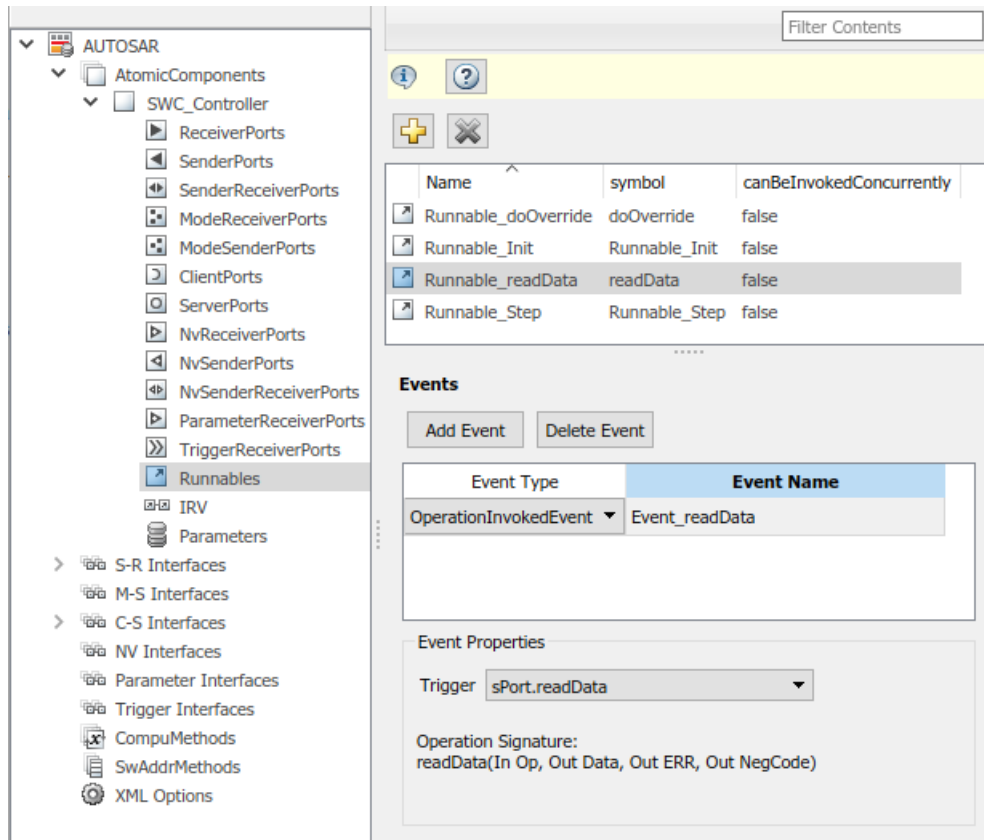 Filter Contents
AUTOSAR
AtomicComponents
SWC_Controller
ReceiverPorts
SenderPorts
SenderReceiverPorts
ModeReceiverPorts
ModeSenderPorts
ClientPorts
ServerPorts
NvReceiverPorts
NvSenderPorts
NvSenderReceiverPorts
ParameterReceiverPorts
TriggerReceiverPorts
Runnables
IRV
Parameters
S-R Interfaces
M-S Interfaces
C-S Interfaces
NV Interfaces
Parameter Interfaces
Trigger Interfaces
CompuMethods
SwAddrMethods
XML Options
Name symbol canBeInvokedConcurrently
Runnable_doOverride doOverride false
Runnable_Init Runnable_Init false
Runnable_readData readData false
Runnable_Step Runnable_Step false
Events
Add Event Delete Event
Event Type Event Name
OperationInvokedEvent Event_readData
Event Properties
Trigger sPort.readData
Operation Signature:
readData(In Op, Out Data, Out ERR, Out NegCode)